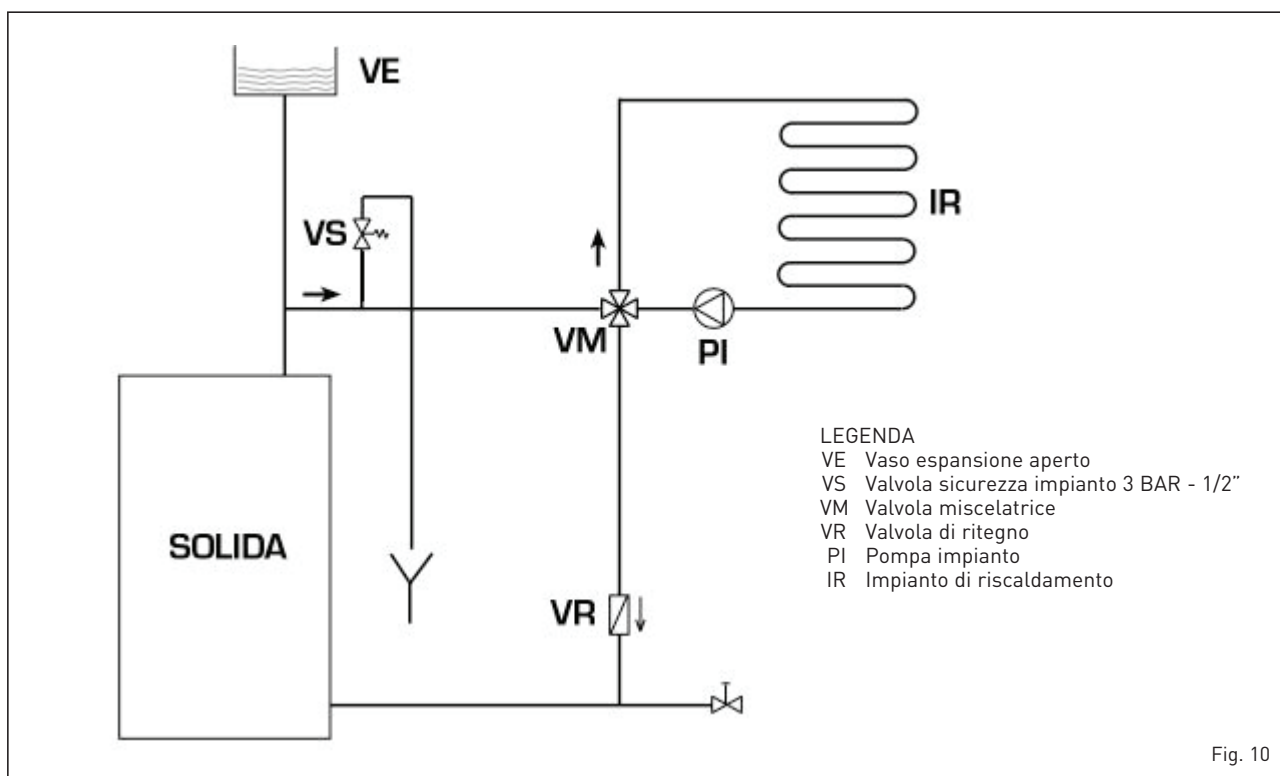 VE
VS
IR
VM
PI
SOLIDA
VR
LEGENDA
VE Vaso espansione aperto
VS Valvola sicurezza impianto 3 BAR - 1/2"
VM Valvola miscelatrice
VR Valvola di ritegno
PI Pompa impianto
IR Impianto di riscaldamento
Fig. 10